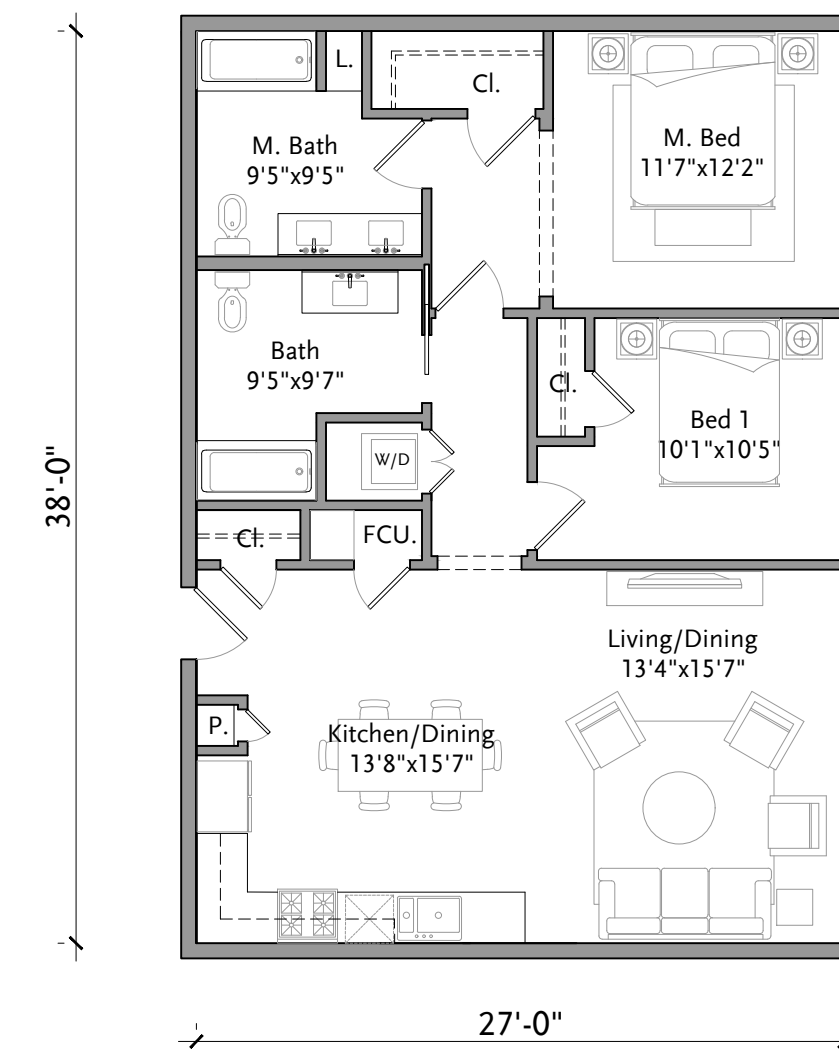 L.
Cl.
M. Bath
9'5"x9'5"
M. Bed
11'7"x12'2"
Bath
9'5"x9'7"
Cl.
Bed 1
10'1"x10'5"
W/D
38'-0"
Cl.
FCU.
Living/Dining
13'4"x15'7"
P.
Kitchen/Dining
13'8"x15'7"
27'-0"